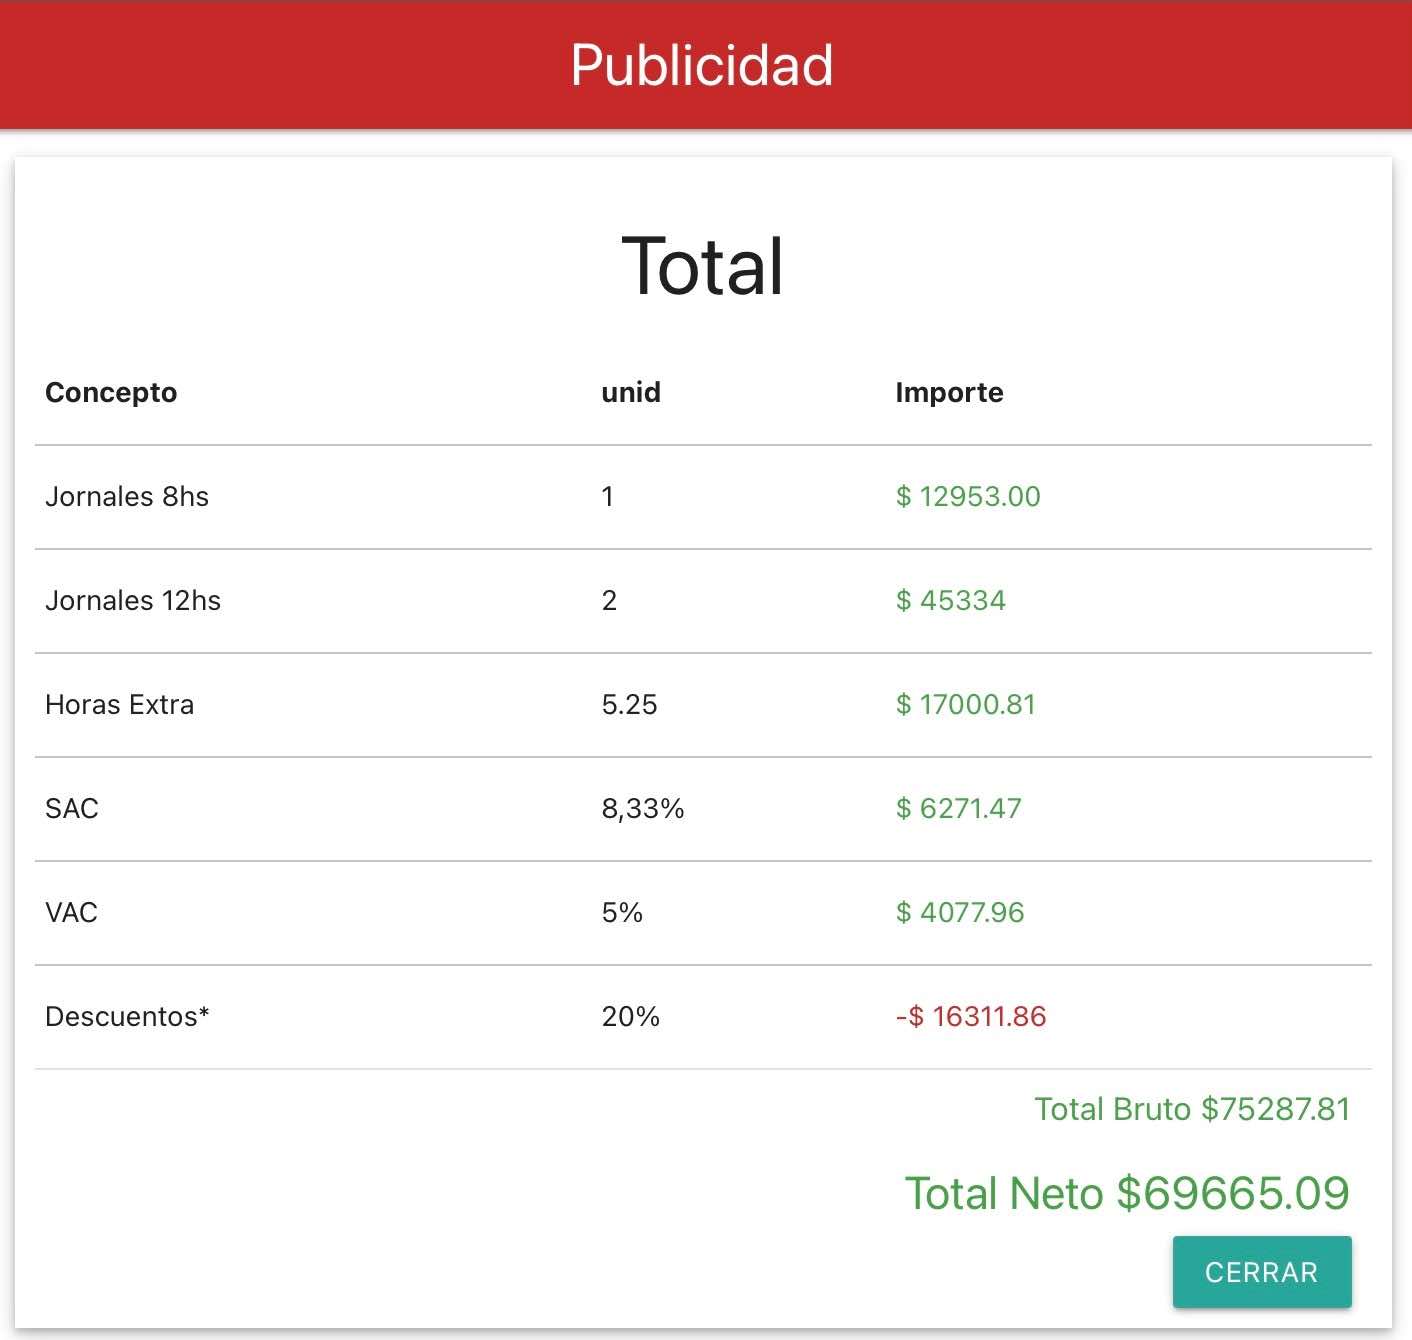 Publicidad
Total
Concepto unid Importe
Jornales 8hs 1 $ 12953.00
Jornales 12hs 2 $ 45334
Horas Extra 5.25 $ 17000.81
SAC 8,33% $ 6271.47
VAC 5% $ 4077.96
Descuentos* 20% -$ 16311.86
Total Bruto $75287.81
Total Neto $69665.09
CERRAR